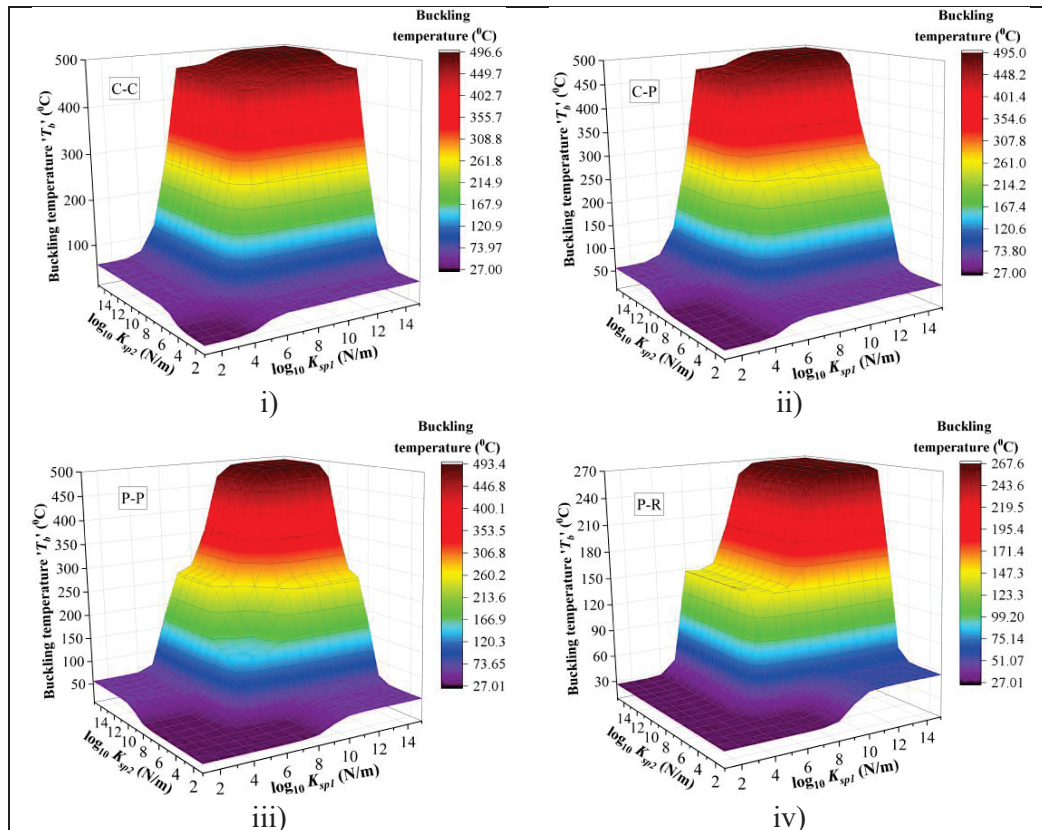 Buckling
temperature (⁰C)
496.6
449.7
402.7
355.7
308.8
261.8
214.9
167.9
120.9
73.97
27.00
C-C
500
400
300
200
100
Buckling temperature 'T_b' (⁰C)
14 12 10 8 6 4 2
log₁₀ K_sp2 (N/m)
2 4 6 8 10 12 14
log₁₀ K_sp1 (N/m)
i)
Buckling
temperature (⁰C)
495.0
448.2
401.4
354.6
307.8
261.0
214.2
167.4
120.6
73.80
27.00
C-P
500
450
400
350
300
250
200
150
100
50
Buckling temperature 'T_b' (⁰C)
14 12 10 8 6 4 2
log₁₀ K_sp2 (N/m)
2 4 6 8 10 12 14
log₁₀ K_sp1 (N/m)
ii)
Buckling
temperature (⁰C)
493.4
446.8
400.1
353.5
306.8
260.2
213.6
166.9
120.3
73.65
27.01
P-P
500
450
400
350
300
250
200
150
100
50
Buckling temperature 'T_b' (⁰C)
14 12 10 8 6 4 2
log₁₀ K_sp2 (N/m)
2 4 6 8 10 12 14
log₁₀ K_sp1 (N/m)
iii)
Buckling
temperature (⁰C)
267.6
243.6
219.5
195.4
171.4
147.3
123.3
99.20
75.14
51.07
27.01
P-R
270
240
210
180
150
120
90
60
30
Buckling temperature 'T_b' (⁰C)
14 12 10 8 6 4 2
log₁₀ K_sp2 (N/m)
2 4 6 8 10 12 14
log₁₀ K_sp1 (N/m)
iv)